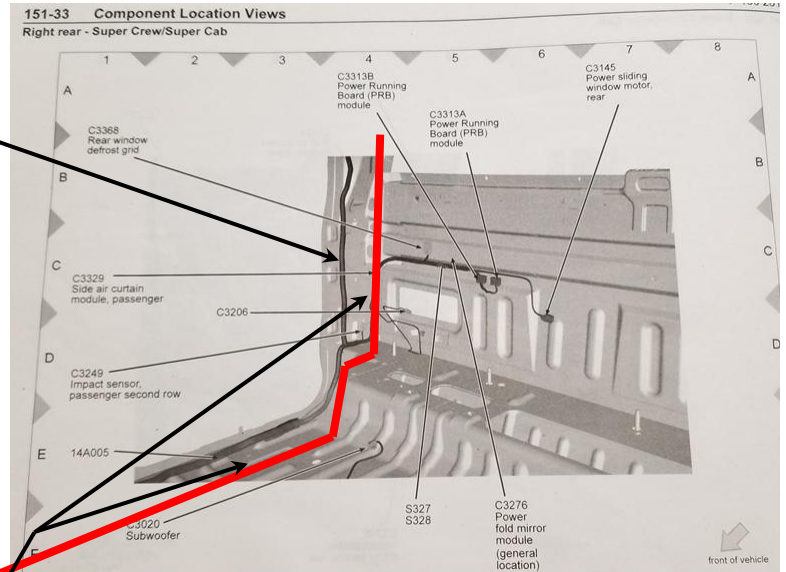 151-33 Component Location Views
Right rear - Super Crew/Super Cab
1 2 3 4 5 6 7 8
A
A
C3313B
Power Running
Board (PRB)
module
C3145
Power sliding
window motor,
rear
C3313A
Power Running
Board (PRB)
module
C3368
Rear window
defrost grid
B
B
C
C
C3329
Side air curtain
module, passenger
C3206
D
D
C3249
Impact sensor,
passenger second row
E
14A005
C3020
Subwoofer
S327
S328
C3276
Power
fold mirror
module
(general
location)
F
front of vehicle